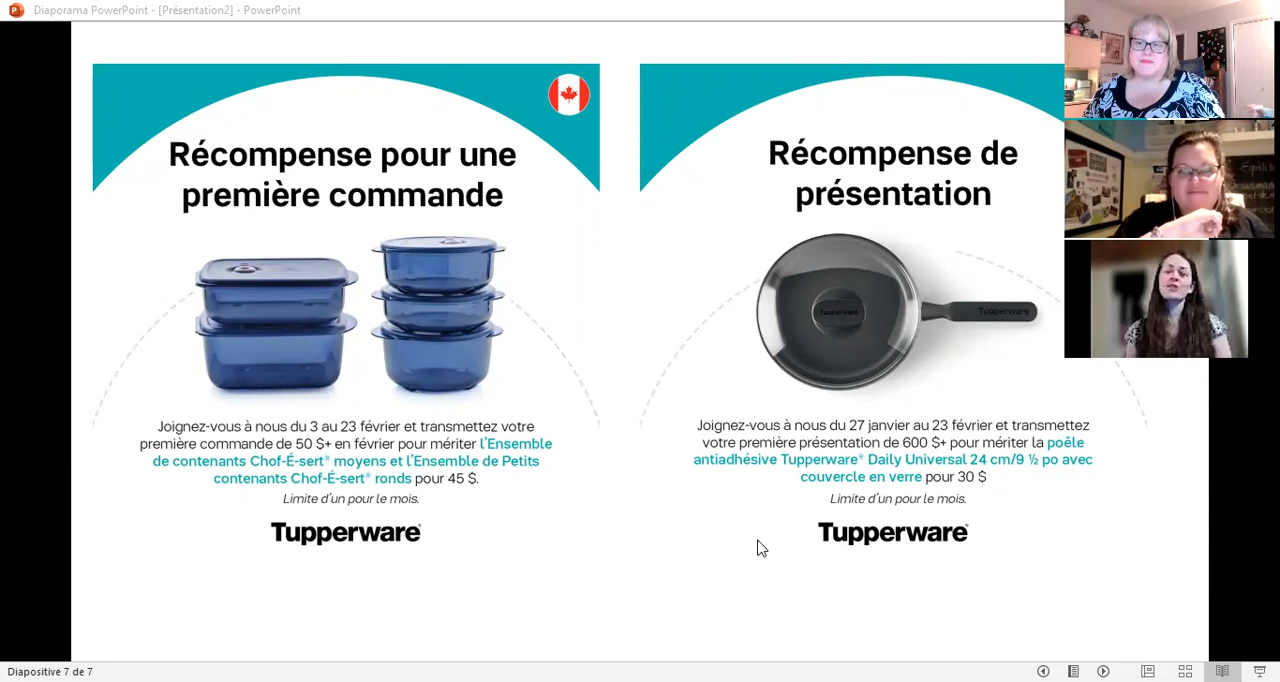 Diaporama PowerPoint - [Présentation2] - PowerPoint
Récompense pour une
première commande
Joignez-vous à nous du 3 au 23 février et transmettez votre
première commande de 50 $+ en février pour mériter l'Ensemble
de contenants Chof-É-sert® moyens et l'Ensemble de Petits
contenants Chof-É-sert® ronds pour 45 $.
Limite d'un pour le mois.
Tupperware®
Récompense de
présentation
Tupperware
Tupperware
Joignez-vous à nous du 27 janvier au 23 février et transmettez
votre première présentation de 600 $+ pour mériter la poêle
antiadhésive Tupperware® Daily Universal 24 cm/9 ½ po avec
couvercle en verre pour 30 $
Limite d'un pour le mois.
Tupperware®
Diapositive 7 de 7